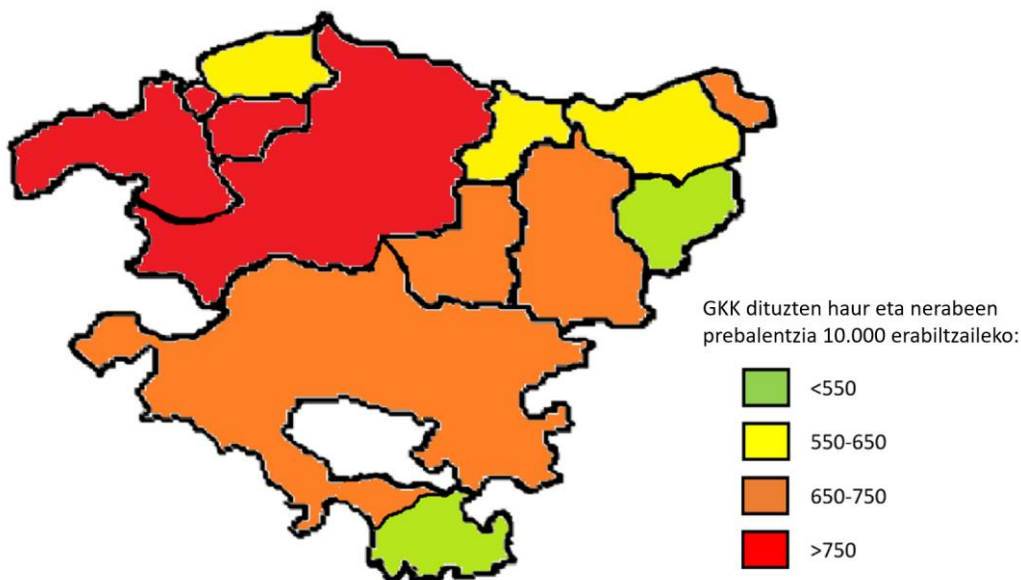 GKK dituzten haur eta nerabeen
prebalentzia 10.000 erabiltzaileko:
<550
550-650
650-750
>750